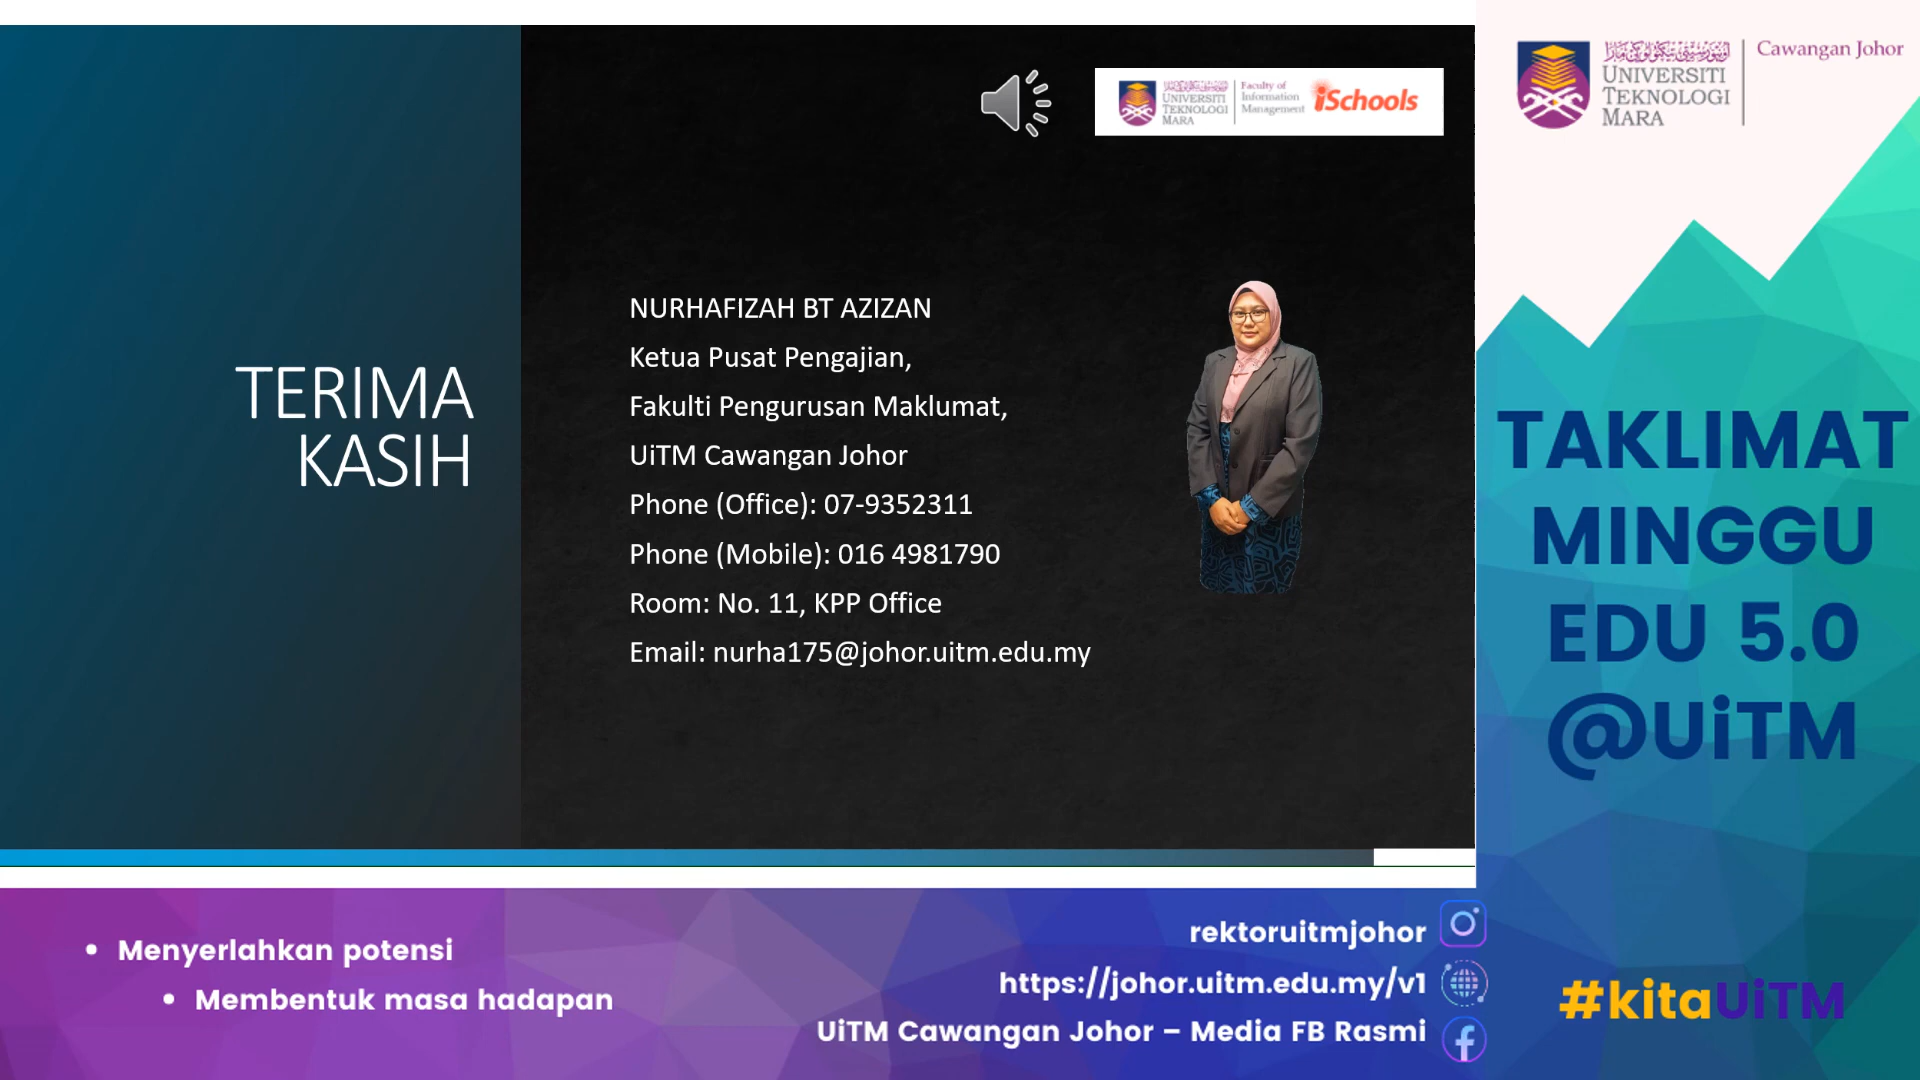 TERIMA
KASIH
UNIVERSITI
TEKNOLOGI
MARA
Faculty of
Information
Management
iSchools
NURHAFIZAH BT AZIZAN
Ketua Pusat Pengajian,
Fakulti Pengurusan Maklumat,
UiTM Cawangan Johor
Phone (Office): 07-9352311
Phone (Mobile): 016 4981790
Room: No. 11, KPP Office
Email: nurha175@johor.uitm.edu.my
UNIVERSITI
TEKNOLOGI
MARA
Cawangan Johor
TAKLIMAT
MINGGU
EDU 5.0
@UiTM
#kitaUiTM
• Menyerlahkan potensi
• Membentuk masa hadapan
rektoruitmjohor
https://johor.uitm.edu.my/v1
UiTM Cawangan Johor – Media FB Rasmi